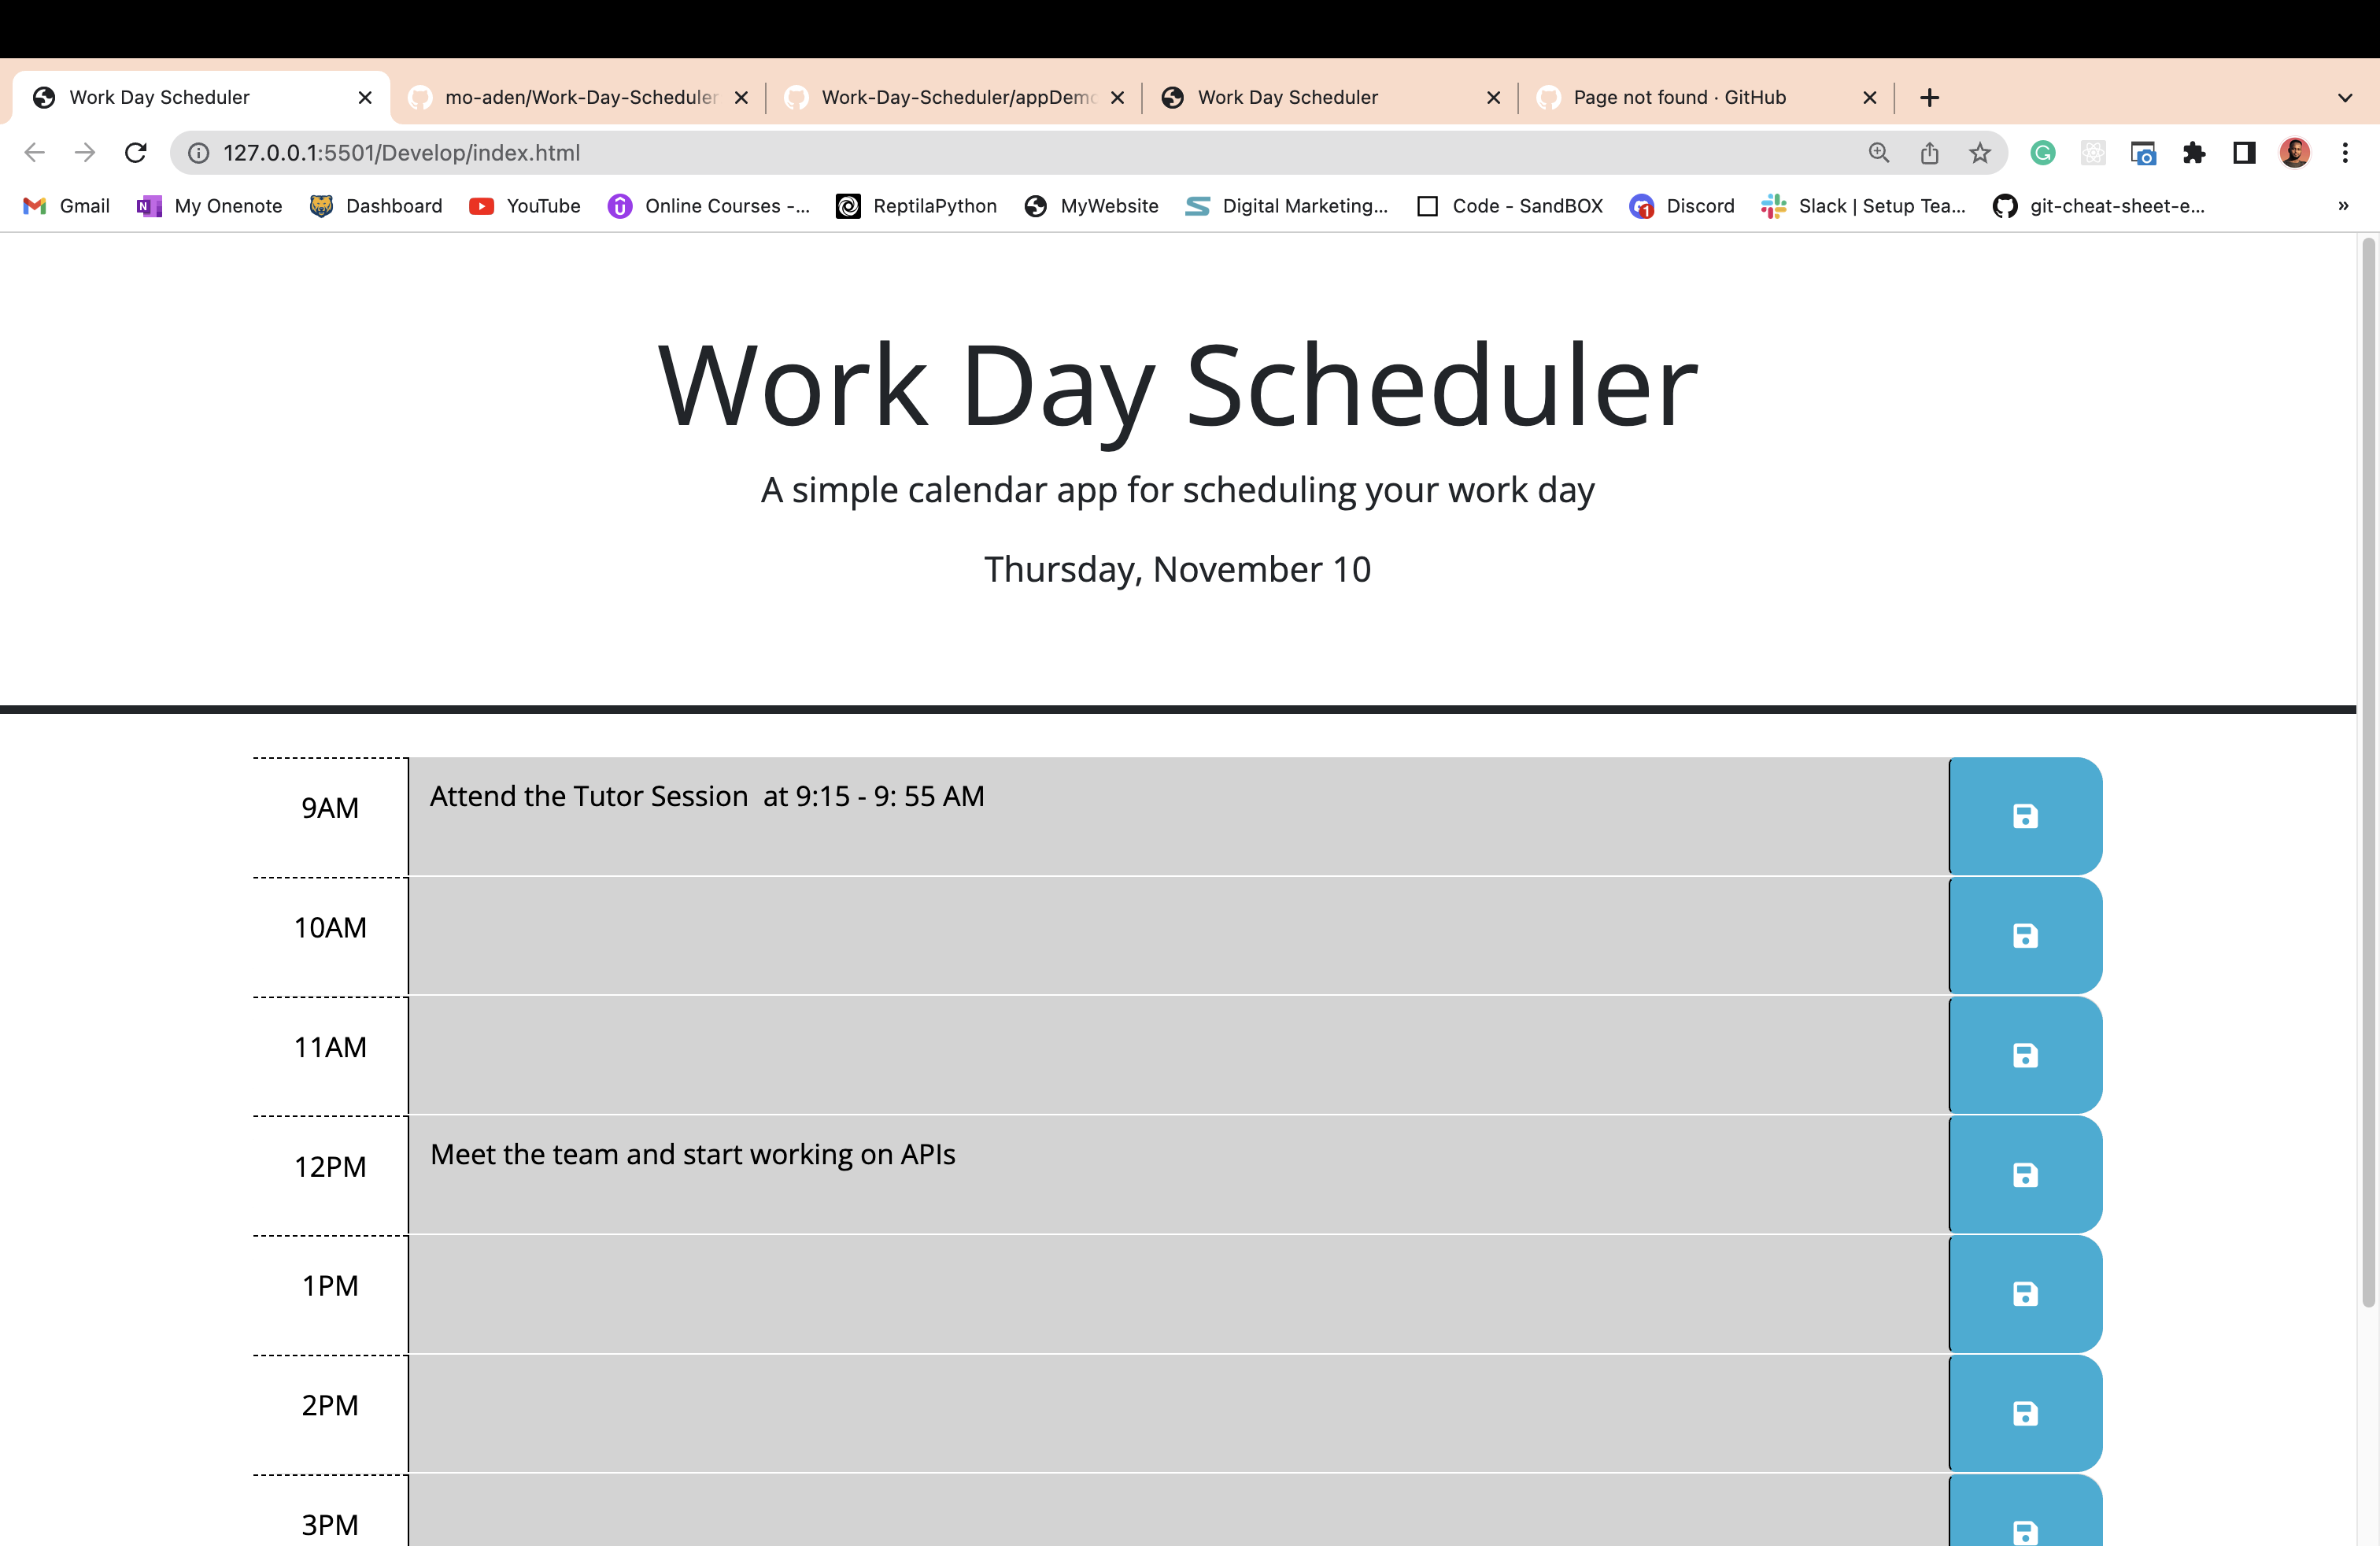 Work Day Scheduler
mo-aden/Work-Day-Scheduler
Work-Day-Scheduler/appDemo
Work Day Scheduler
Page not found · GitHub
127.0.0.1:5501/Develop/index.html
Gmail
My Onenote
Dashboard
YouTube
Online Courses -...
ReptilaPython
MyWebsite
Digital Marketing...
Code - SandBOX
Discord
Slack | Setup Tea...
git-cheat-sheet-e...
»
Work Day Scheduler
A simple calendar app for scheduling your work day
Thursday, November 10
9AM
Attend the Tutor Session  at 9:15 - 9: 55 AM
10AM
11AM
12PM
Meet the team and start working on APIs
1PM
2PM
3PM